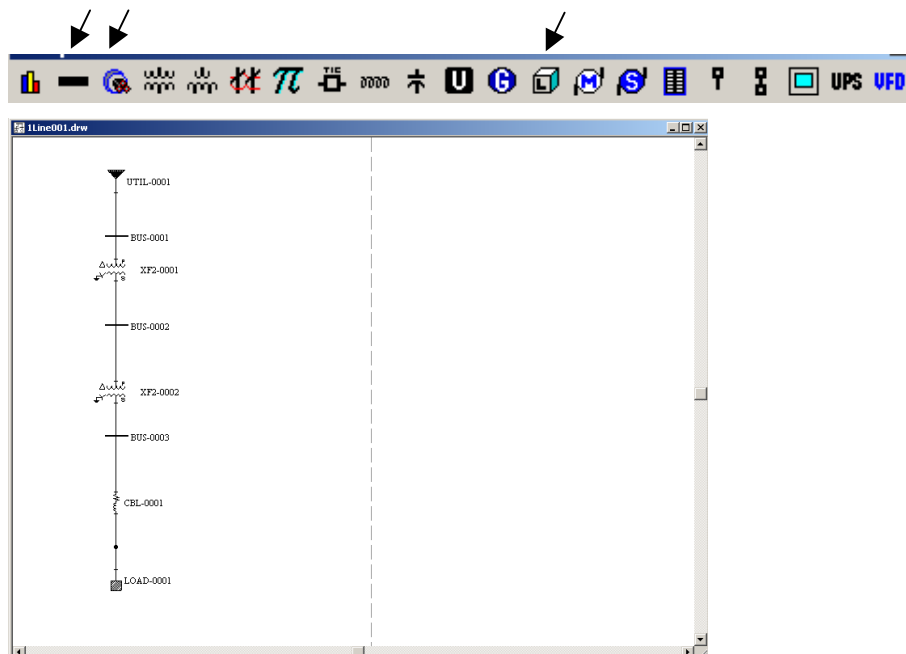 TIE U G L M S UPS VFD
1Line001.drw
UTIL-0001
BUS-0001
P
XF2-0001
S
BUS-0002
P
XF2-0002
S
BUS-0003
CBL-0001
LOAD-0001